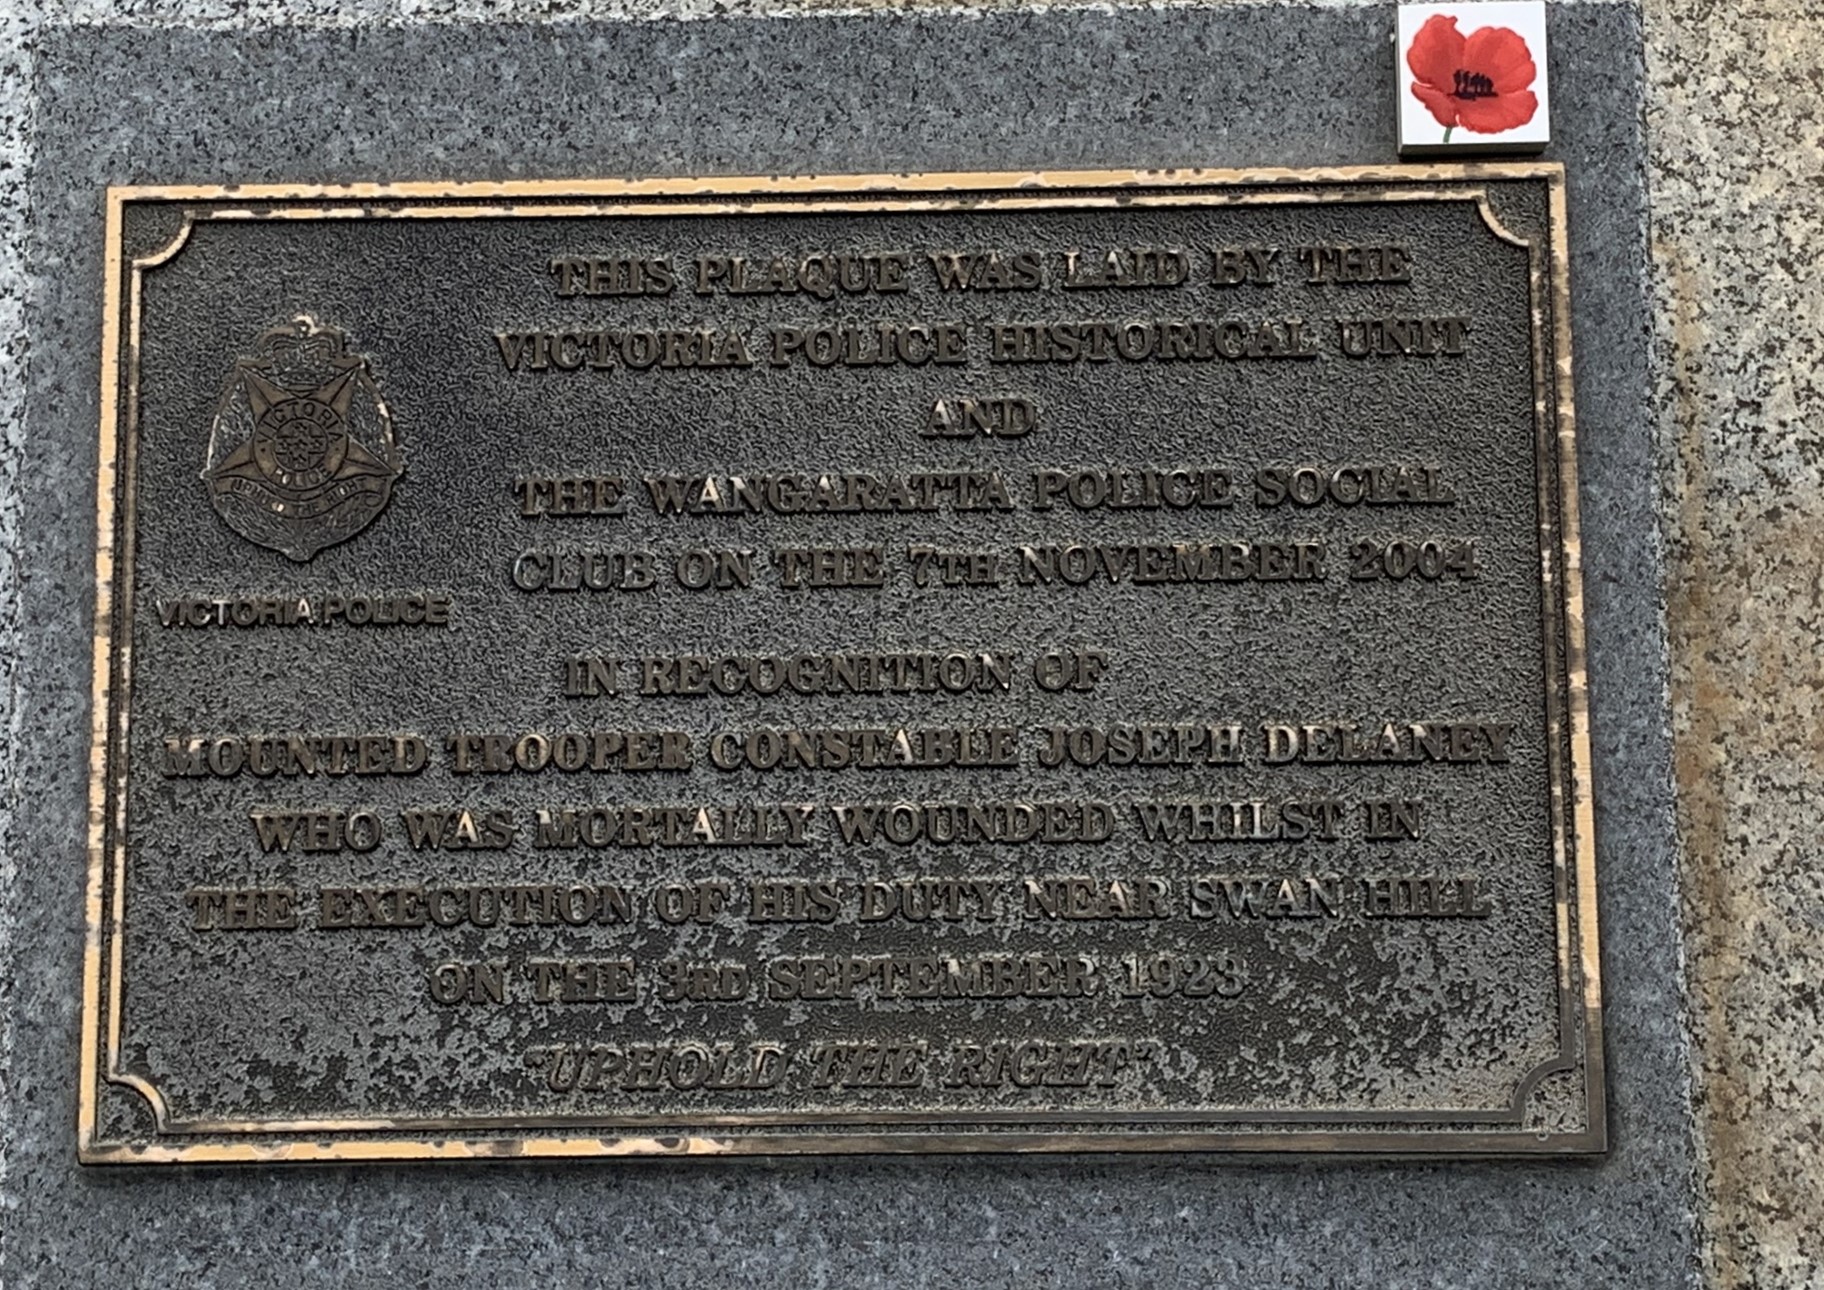 THIS PLAQUE WAS LAID BY THE
VICTORIA POLICE HISTORICAL UNIT
AND
THE WANGARATTA POLICE SOCIAL
CLUB ON THE 7TH NOVEMBER 2004
VICTORIA
POLICE
VICTORIA POLICE
IN RECOGNITION OF
MOUNTED TROOPER CONSTABLE JOSEPH DELANEY
WHO WAS MORTALLY WOUNDED WHILST IN
THE EXECUTION OF HIS DUTY NEAR SWAN HILL
ON THE 3RD SEPTEMBER 1923
"UPHOLD THE RIGHT"